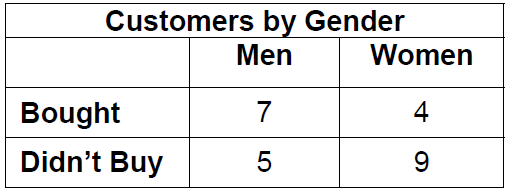 Customers by Gender
Men Women
Bought 7 4
Didn’t Buy 5 9